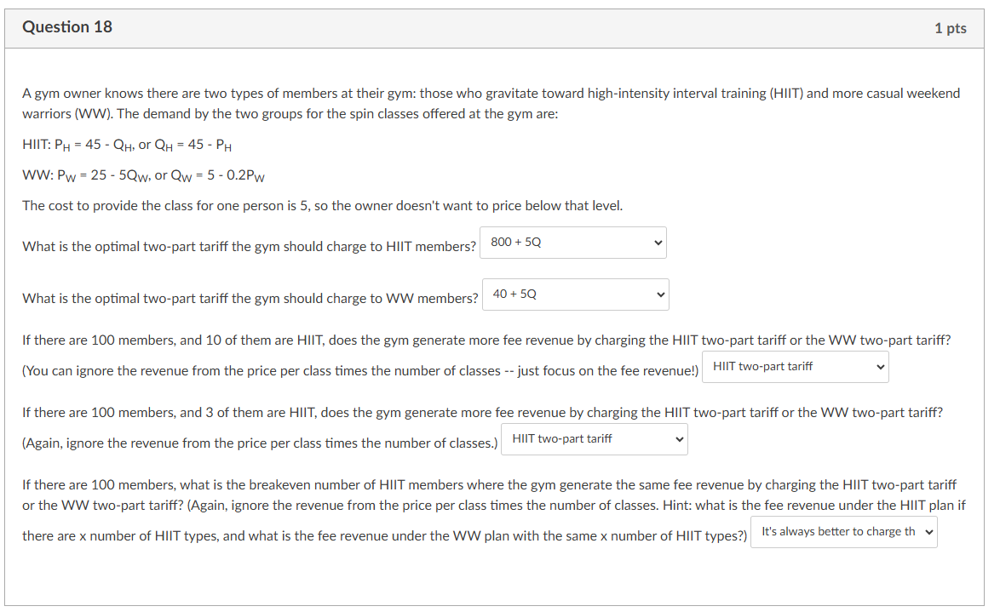 Question 18
1 pts
A gym owner knows there are two types of members at their gym: those who gravitate toward high-intensity interval training (HIIT) and more casual weekend
warriors (WW). The demand by the two groups for the spin classes offered at the gym are:
HIIT: PH = 45 - QH, or QH = 45 - PH
WW: PW = 25 - 5QW, or QW = 5 - 0.2PW
The cost to provide the class for one person is 5, so the owner doesn't want to price below that level.
What is the optimal two-part tariff the gym should charge to HIIT members? 800 + 5Q
What is the optimal two-part tariff the gym should charge to WW members? 40 + 5Q
If there are 100 members, and 10 of them are HIIT, does the gym generate more fee revenue by charging the HIIT two-part tariff or the WW two-part tariff?
(You can ignore the revenue from the price per class times the number of classes -- just focus on the fee revenue!) HIIT two-part tariff
If there are 100 members, and 3 of them are HIIT, does the gym generate more fee revenue by charging the HIIT two-part tariff or the WW two-part tariff?
(Again, ignore the revenue from the price per class times the number of classes.) HIIT two-part tariff
If there are 100 members, what is the breakeven number of HIIT members where the gym generate the same fee revenue by charging the HIIT two-part tariff
or the WW two-part tariff? (Again, ignore the revenue from the price per class times the number of classes. Hint: what is the fee revenue under the HIIT plan if
there are x number of HIIT types, and what is the fee revenue under the WW plan with the same x number of HIIT types?) It's always better to charge th